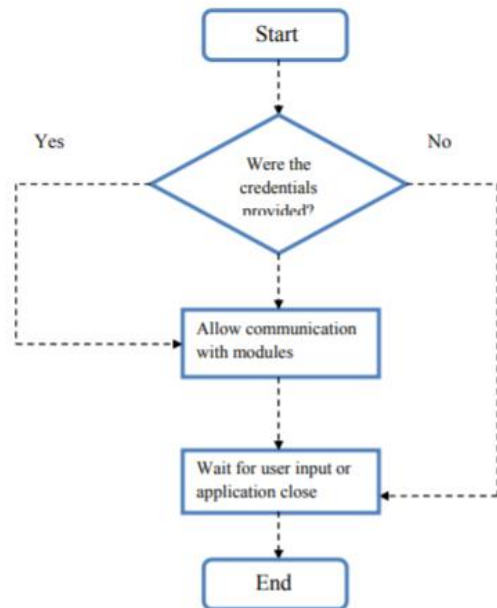 Start
Yes
No
Were the
credentials
provided?
Allow communication
with modules
Wait for user input or
application close
End